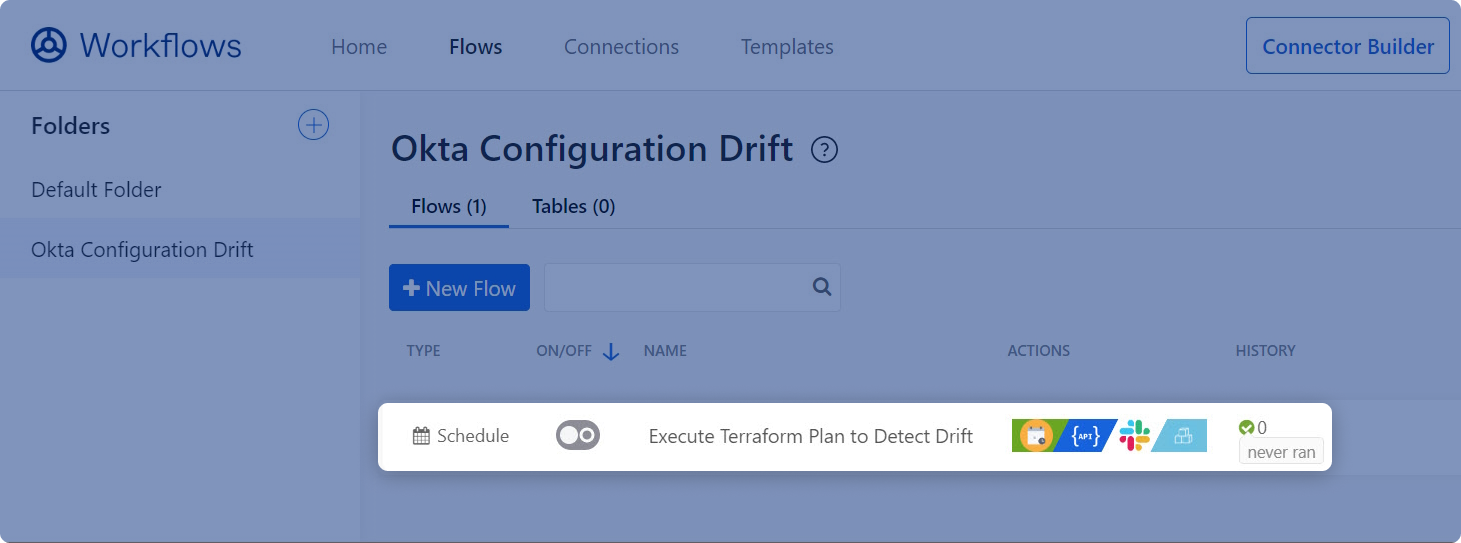 Workflows Home Flows Connections Templates Connector Builder
Folders
Default Folder
Okta Configuration Drift
Okta Configuration Drift ?
Flows (1) Tables (0)
+ New Flow
TYPE ON/OFF NAME ACTIONS HISTORY
Schedule Execute Terraform Plan to Detect Drift {API} 0
never ran